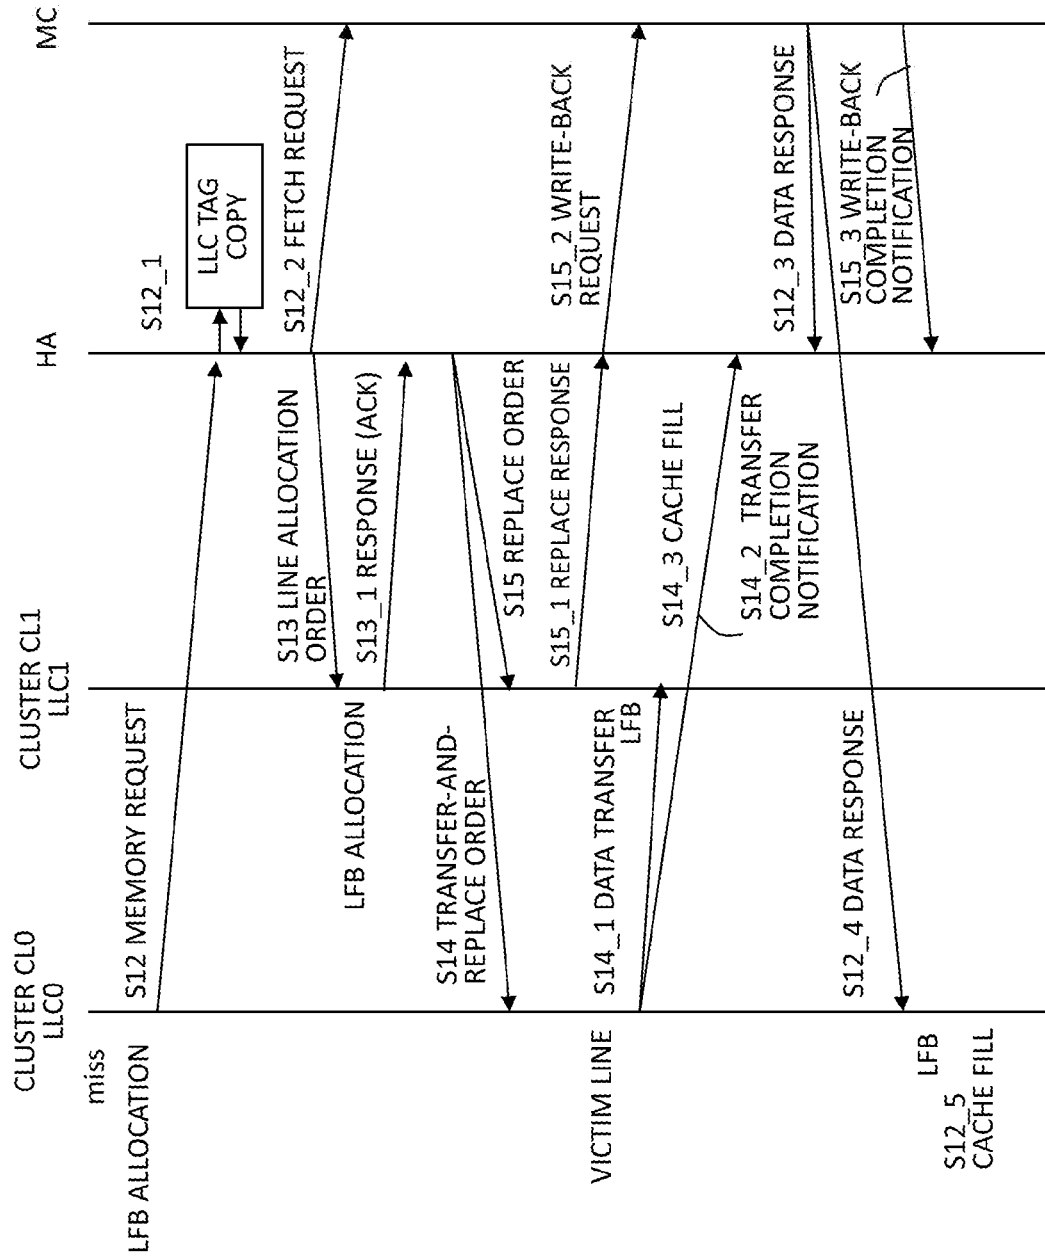 CLUSTER CL0
LLC0
CLUSTER CL1
LLC1
HA
MC
miss
LFB ALLOCATION
S12 MEMORY REQUEST
S12_1
LLC TAG
COPY
S12_2 FETCH REQUEST
S13 LINE ALLOCATION
ORDER
S13_1 RESPONSE (ACK)
LFB ALLOCATION
S14 TRANSFER-AND-
REPLACE ORDER
S15 REPLACE ORDER
S15_1 REPLACE RESPONSE
S15_2 WRITE-BACK
REQUEST
VICTIM LINE
S14_1 DATA TRANSFER
LFB
S14_3 CACHE FILL
S14_2 TRANSFER
COMPLETION
NOTIFICATION
S12_3 DATA RESPONSE
S15_3 WRITE-BACK
COMPLETION
NOTIFICATION
S12_4 DATA RESPONSE
LFB
S12_5
CACHE FILL